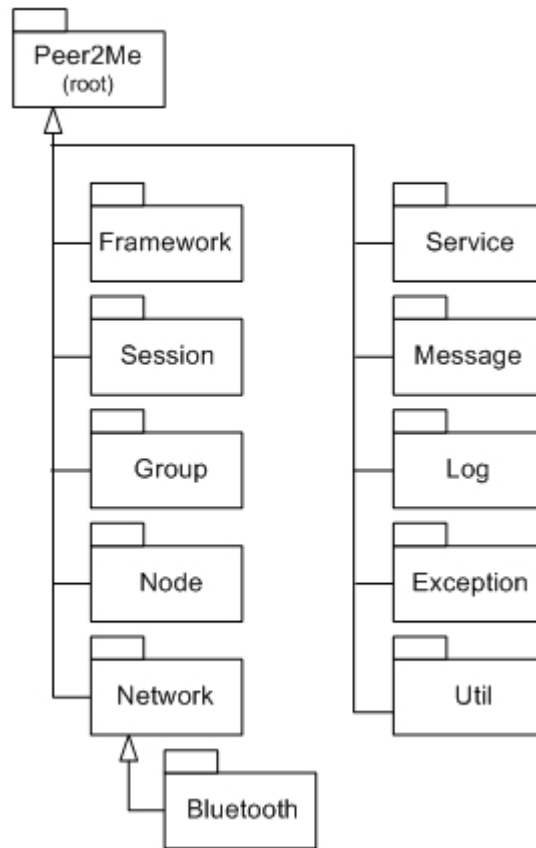 Peer2Me
(root)
Framework
Service
Session
Message
Group
Log
Node
Exception
Network
Util
Bluetooth